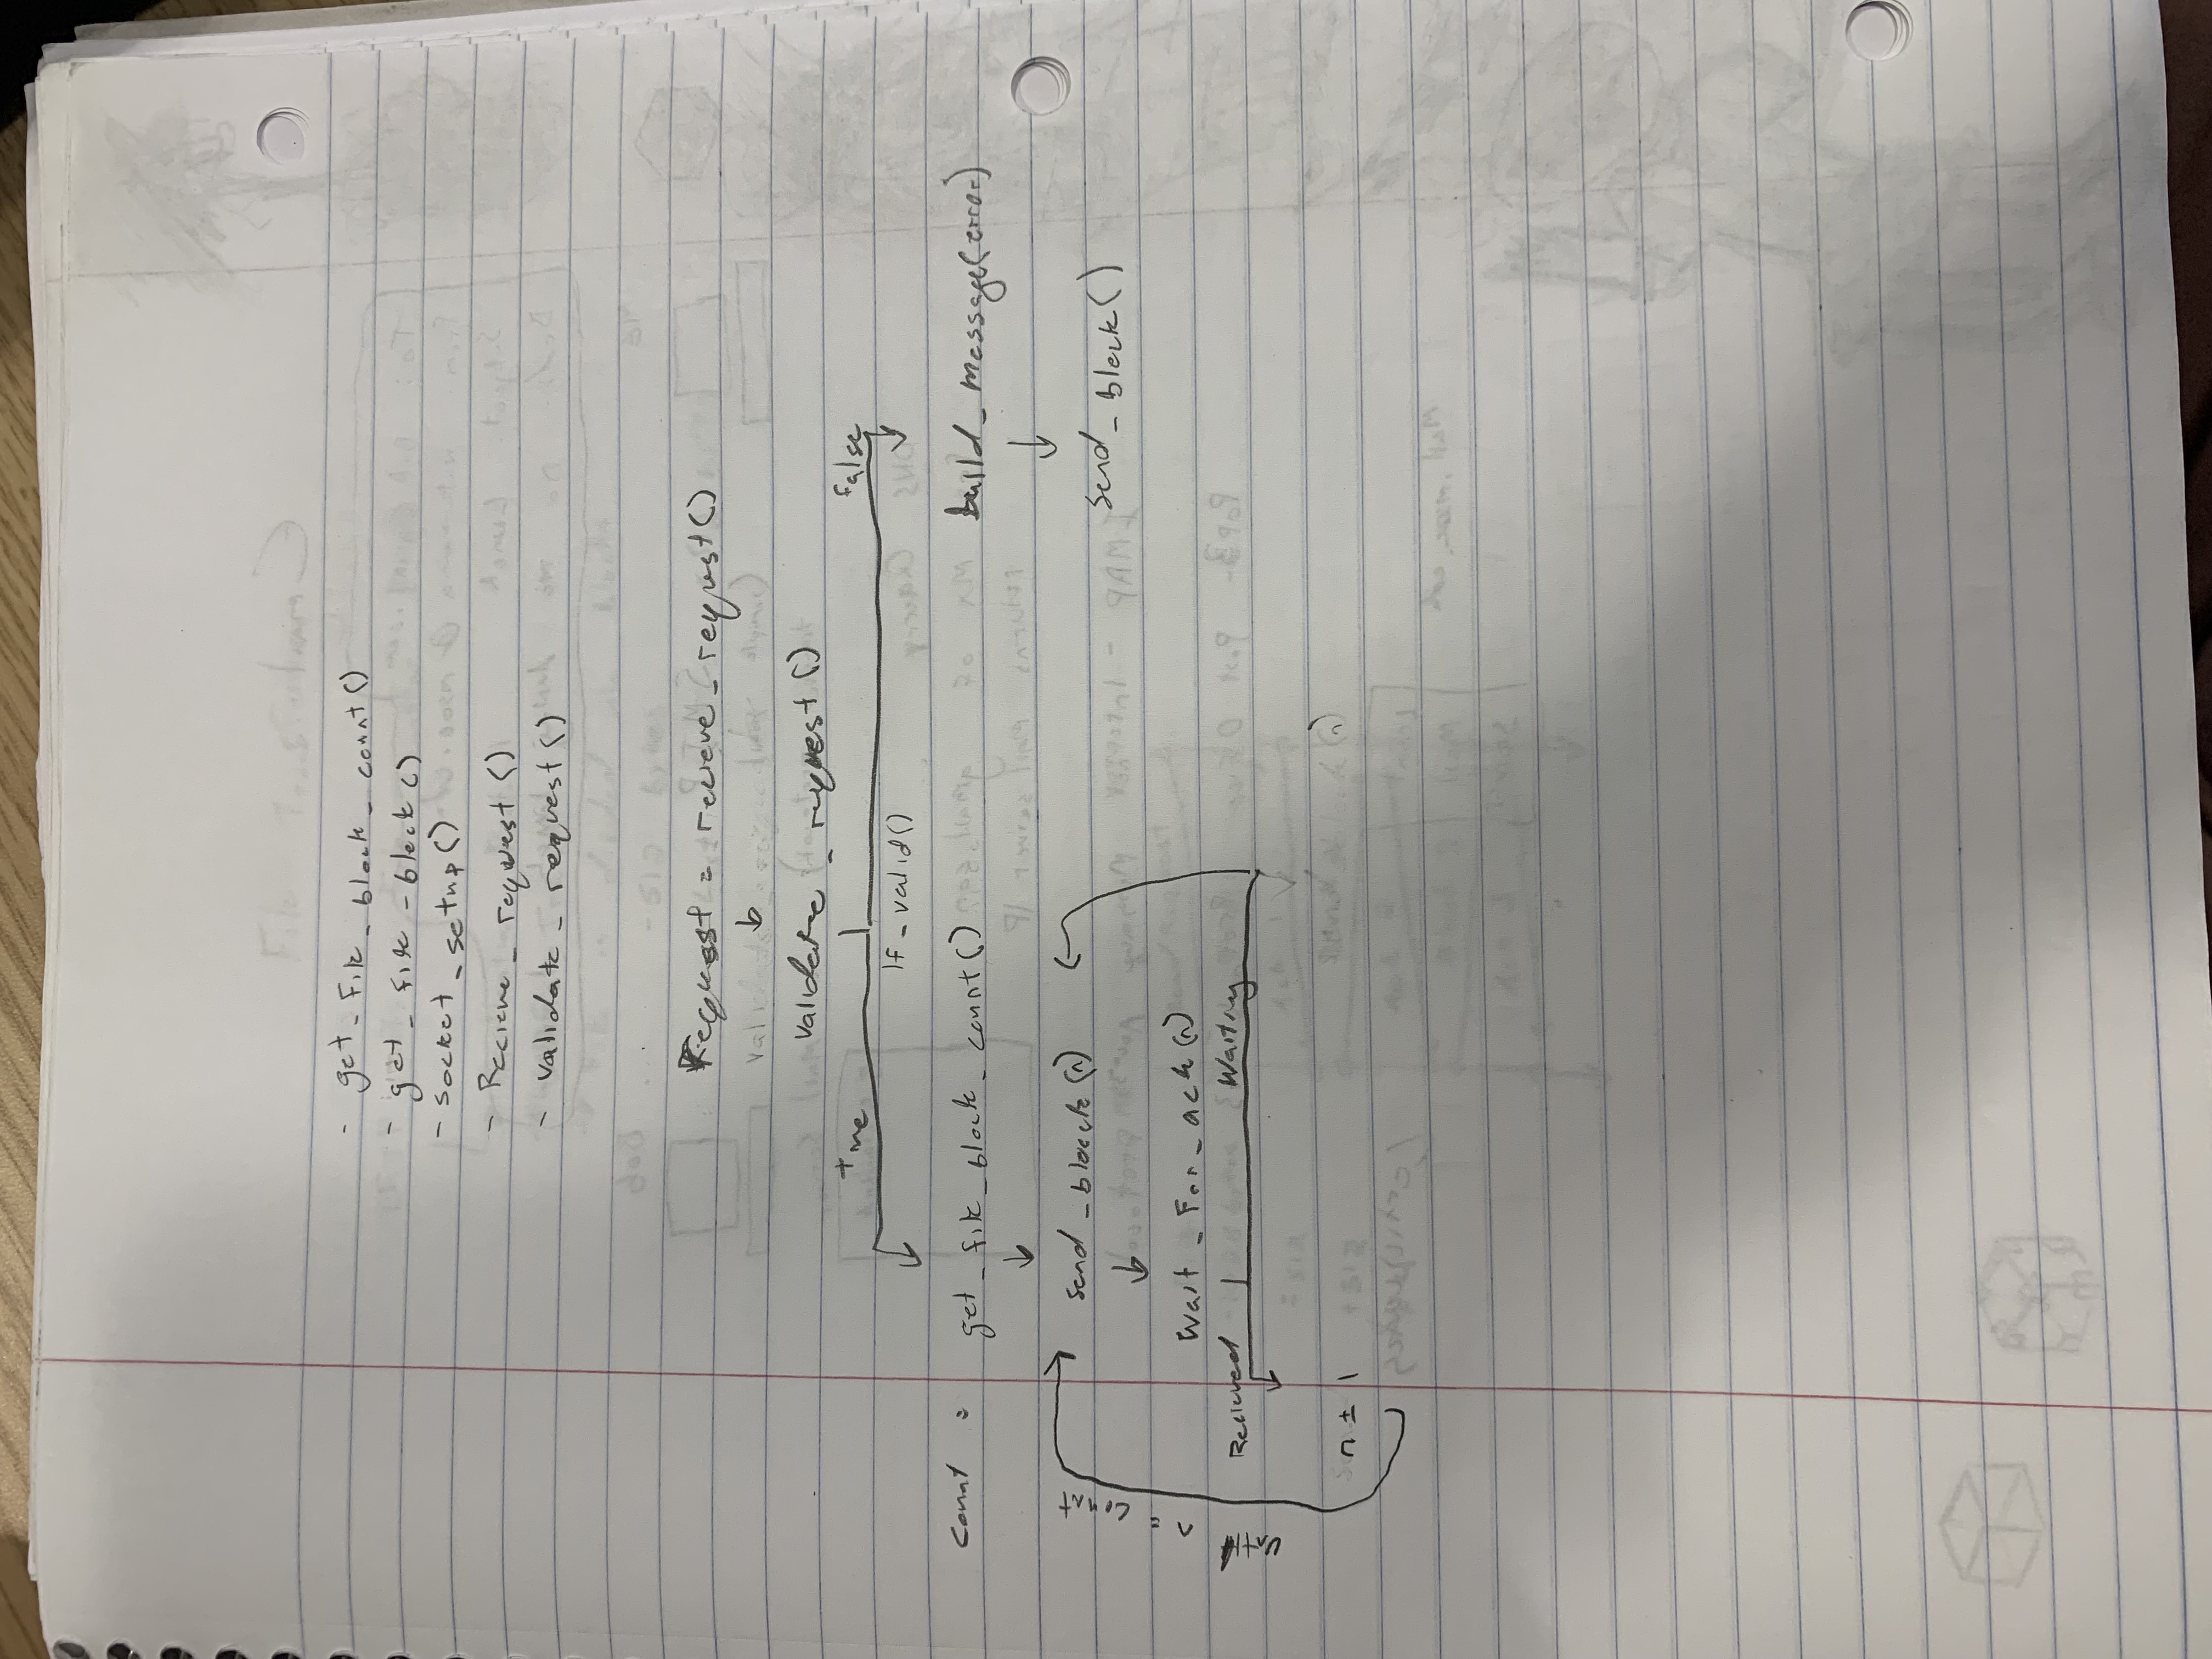 - get_file_block_count()
- get_file_block()
- socket_setup()
- Recieve_request()
- validate_request()
Request = recieve_request()
validate_request()
true
false
if_valid()
count = get_file_block_count()
build_message(error)
send_block(n)
send_block()
until n = count
Wait_For_ack(n)
Recieved
Waiting
n ± 1